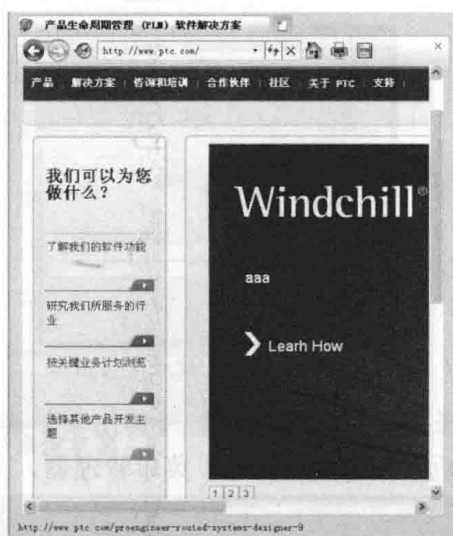 产品生命周期管理 (PLM) 软件解决方案
http://www.ptc.com/
产品 解决方案 咨询和培训 合作伙伴 社区 关于 PTC 支持
我们可以为您
做什么?
了解我们的软件功能
研究我们所服务的行
业
按关键业务计划浏览
选择其他产品开发主
题
Windchill®
aaa
Learh How
1 2 3
http://www.ptc.com/proengineer-routed-systems-designer-9